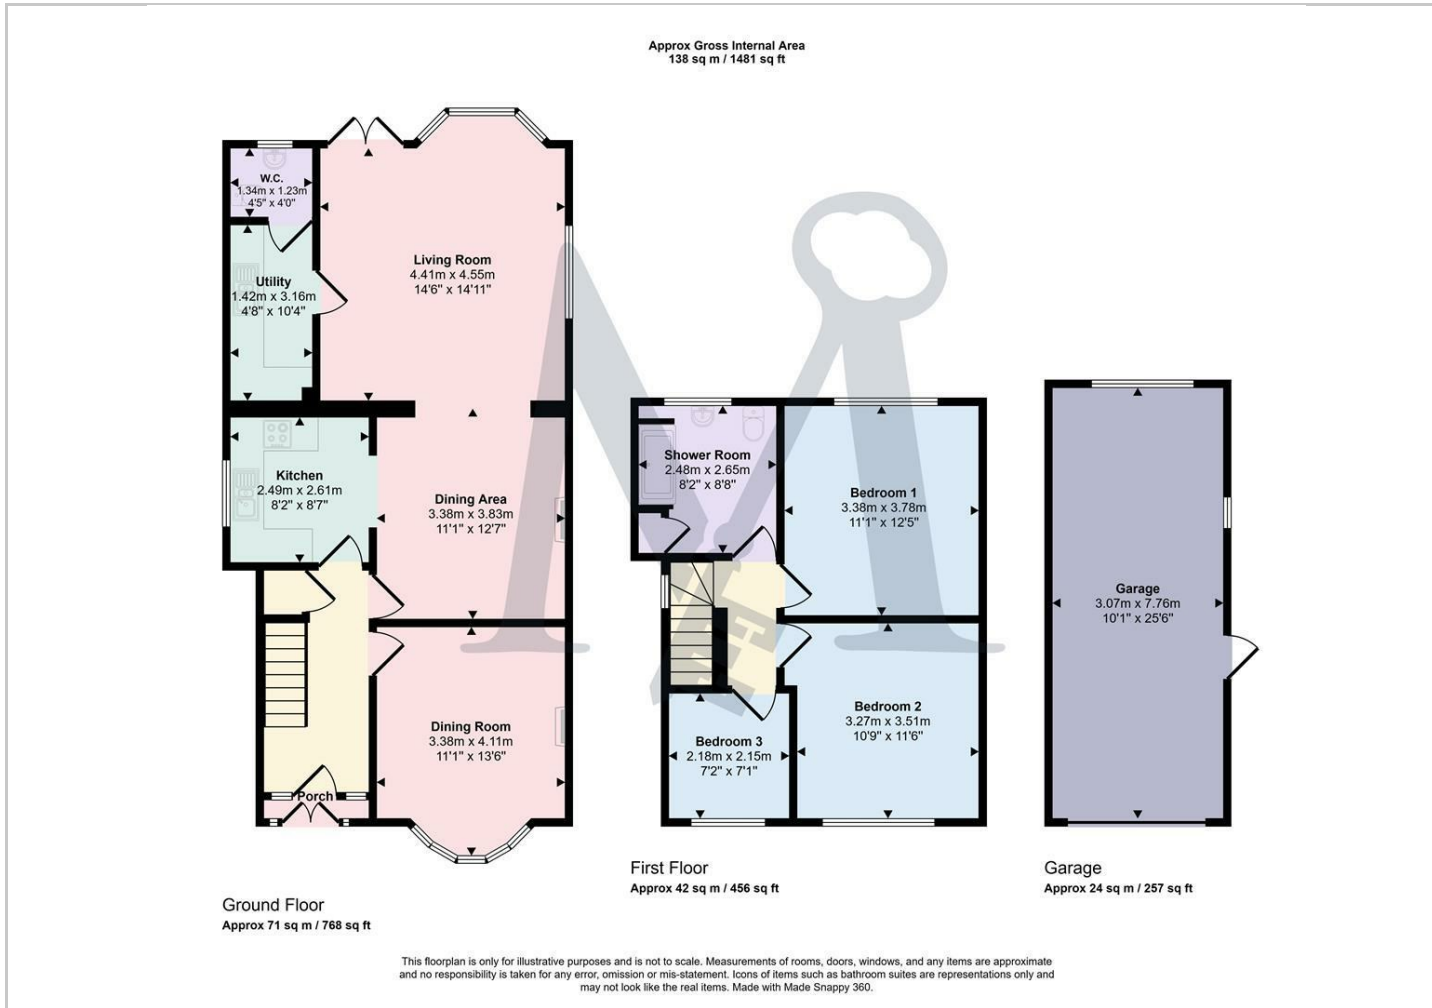 Approx Gross Internal Area
138 sq m / 1481 sq ft
W.C.
1.34m x 1.23m
4'5" x 4'0"
Living Room
4.41m x 4.55m
14'6" x 14'11"
Utility
1.42m x 3.16m
4'8" x 10'4"
Kitchen
2.49m x 2.61m
8'2" x 8'7"
Dining Area
3.38m x 3.83m
11'1" x 12'7"
Dining Room
3.38m x 4.11m
11'1" x 13'6"
Porch
Ground Floor
Approx 71 sq m / 768 sq ft
Shower Room
2.48m x 2.65m
8'2" x 8'8"
Bedroom 1
3.38m x 3.78m
11'1" x 12'5"
Bedroom 2
3.27m x 3.51m
10'9" x 11'6"
Bedroom 3
2.18m x 2.15m
7'2" x 7'1"
First Floor
Approx 42 sq m / 456 sq ft
Garage
3.07m x 7.76m
10'1" x 25'6"
Garage
Approx 24 sq m / 257 sq ft
This floorplan is only for illustrative purposes and is not to scale. Measurements of rooms, doors, windows, and any items are approximate
and no responsibility is taken for any error, omission or mis-statement. Icons of items such as bathroom suites are representations only and
may not look like the real items. Made with Made Snappy 360.